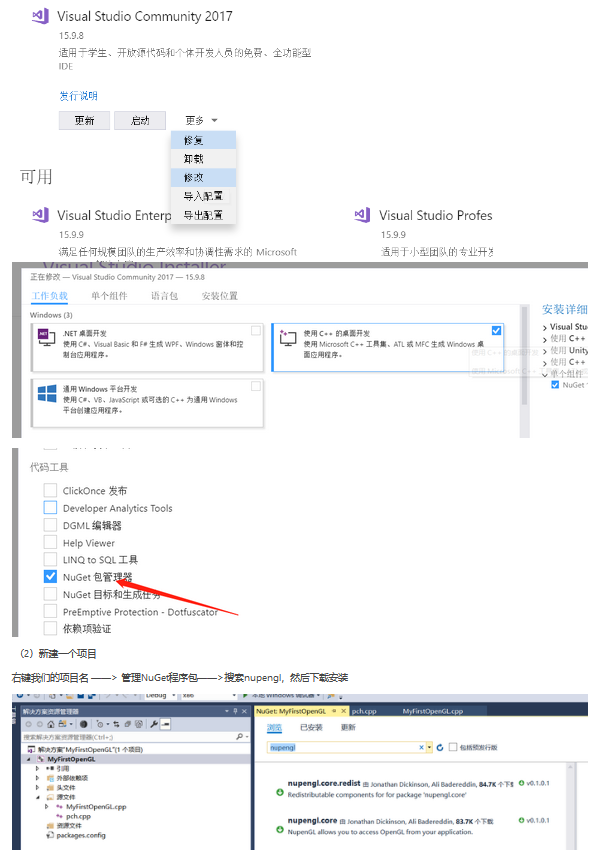 Visual Studio Community 2017
15.9.8
适用于学生、开放源代码和个体开发人员的免费、全功能型
IDE
发行说明
更新 启动 更多
修复
卸载
修改
导入配置
导出配置
可用
Visual Studio Enterp
15.9.9
满足任何规模团队的生产效率和协调性需求的 Microsoft
Visual Studio Profes
15.9.9
适用于小型团队的专业开发
Visual Studio Installer
正在修改 — Visual Studio Community 2017 — 15.9.8
工作负载 单个组件 语言包 安装位置
Windows (3)
.NET 桌面开发
使用 C#、Visual Basic 和 F# 生成 WPF、Windows 窗体和控
制台应用程序。
使用 C++ 的桌面开发
使用 Microsoft C++ 工具集、ATL 或 MFC 生成 Windows 桌
面应用程序。
通用 Windows 平台开发
使用 C#、VB、JavaScript 或可选的 C++ 为通用 Windows
平台创建应用程序。
安装详细
Visual Stu
使用 C++
使用 Unity
使用 C++
单个组件
NuGet
代码工具
ClickOnce 发布
Developer Analytics Tools
DGML 编辑器
Help Viewer
LINQ to SQL 工具
NuGet 包管理器
NuGet 目标和生成任务
PreEmptive Protection - Dotfuscator
依赖项验证
（2）新建一个项目
右键我们的项目名 ——> 管理NuGet程序包——>搜索nupengl，然后下载安装
Debug x86 本地 Windows 调试器
解决方案资源管理器
搜索解决方案资源管理器(Ctrl+;)
解决方案"MyFirstOpenGL"(1 个项目)
MyFirstOpenGL
引用
外部依赖项
头文件
源文件
MyFirstOpenGL.cpp
pch.cpp
资源文件
packages.config
NuGet: MyFirstOpenGL pch.cpp MyFirstOpenGL.cpp
浏览 已安装 更新
nupengl 包括预发行版
nupengl.core.redist 由 Jonathan Dickinson, Ali Badereddin, 84.7K 个下载 v0.1.0.1
Redistributable components for for package 'nupengl.core'
nupengl.core 由 Jonathan Dickinson, Ali Badereddin, 83.7K 个下载 v0.1.0.1
NupenGL allows you to access OpenGL from your application.